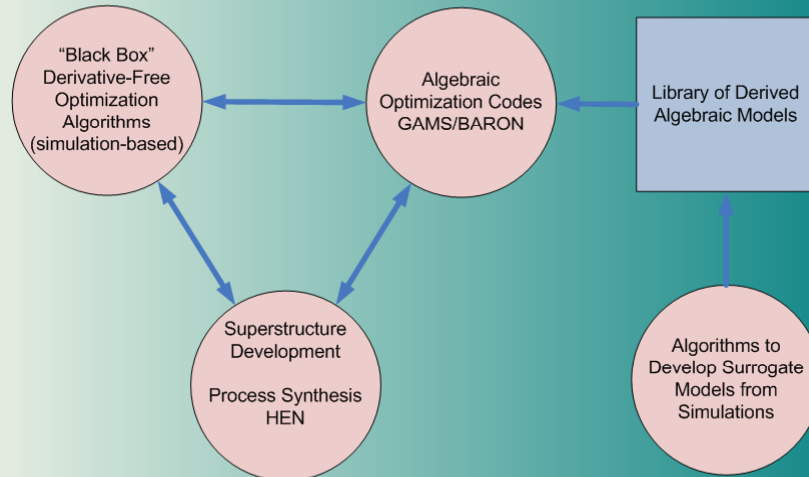 “Black Box”
Derivative-Free
Optimization
Algorithms
(simulation-based)
Algebraic
Optimization Codes
GAMS/BARON
Library of Derived
Algebraic Models
Superstructure
Development
Process Synthesis
HEN
Algorithms to
Develop Surrogate
Models from
Simulations